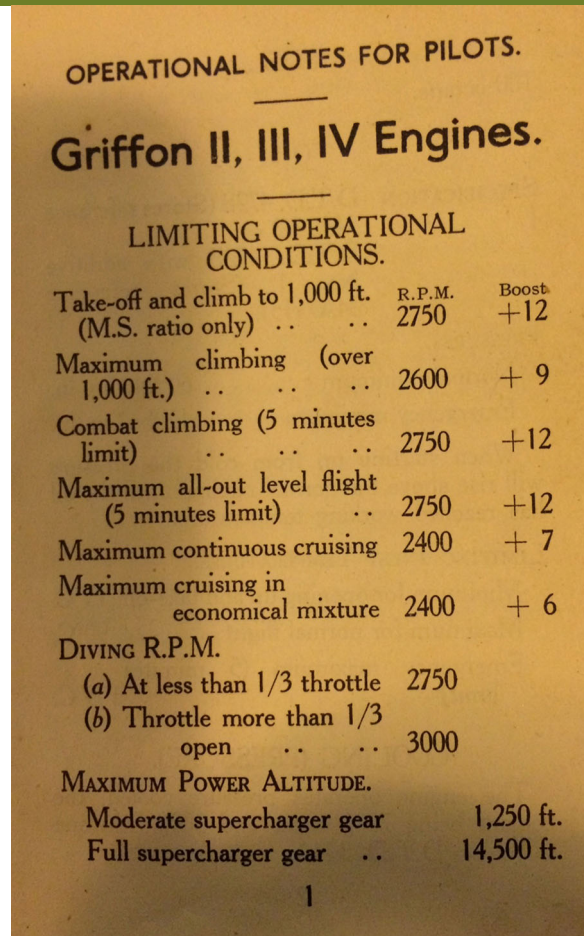 OPERATIONAL NOTES FOR PILOTS.
Griffon II, III, IV Engines.
LIMITING OPERATIONAL
CONDITIONS.
Take-off and climb to 1,000 ft. R.P.M. Boost.
(M.S. ratio only) .. .. 2750 +12
Maximum climbing (over
1,000 ft.) .. .. .. 2600 + 9
Combat climbing (5 minutes
limit) .. .. .. 2750 +12
Maximum all-out level flight
(5 minutes limit) .. 2750 +12
Maximum continuous cruising 2400 + 7
Maximum cruising in
economical mixture 2400 + 6
DIVING R.P.M.
(a) At less than 1/3 throttle 2750
(b) Throttle more than 1/3
open .. .. 3000
MAXIMUM POWER ALTITUDE.
Moderate supercharger gear 1,250 ft.
Full supercharger gear .. 14,500 ft.
1